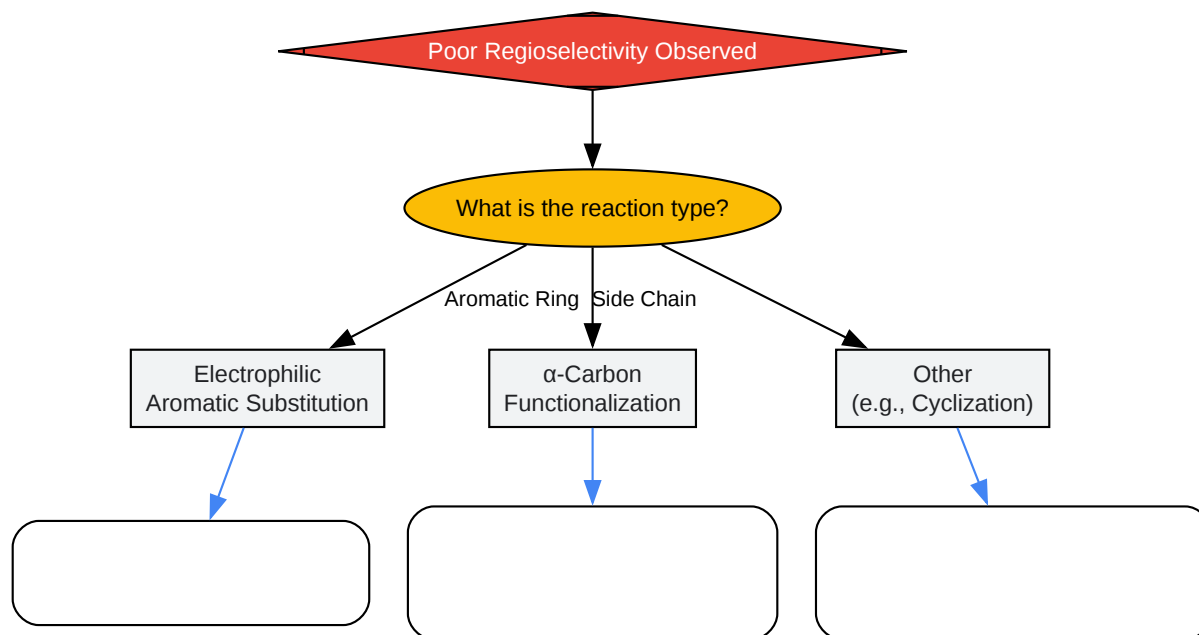 Poor Regioselectivity Observed
What is the reaction type?
Aromatic Ring
Side Chain
Electrophilic
Aromatic Substitution
α-Carbon
Functionalization
Other
(e.g., Cyclization)